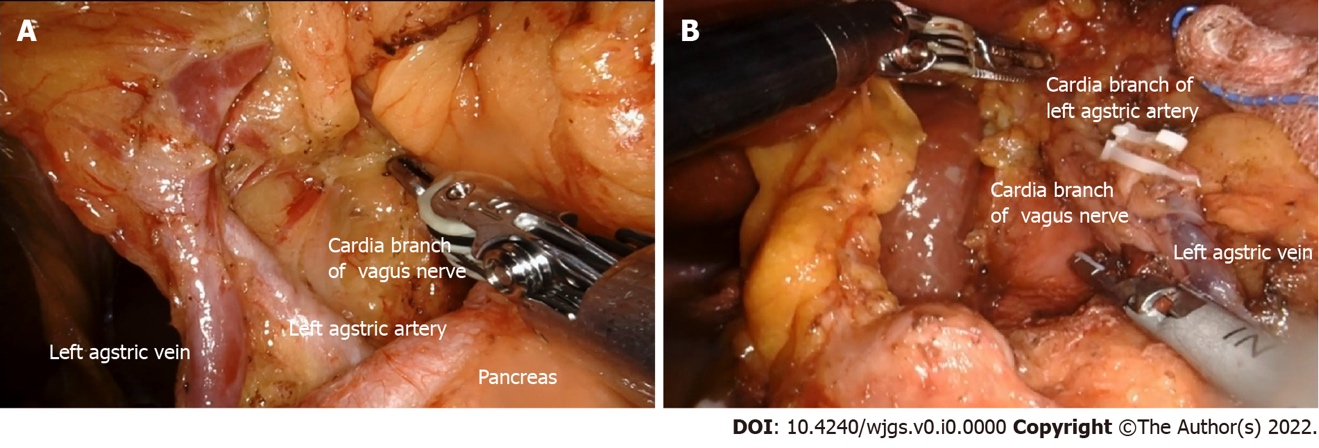 A
Cardia branch
of vagus nerve
Left agstric artery
Left agstric vein
Pancreas
B
Cardia branch of
left agstric artery
Cardia branch
of vagus nerve
Left agstric vein
IN
DOI: 10.4240/wjgs.v0.i0.0000 Copyright ©The Author(s) 2022.